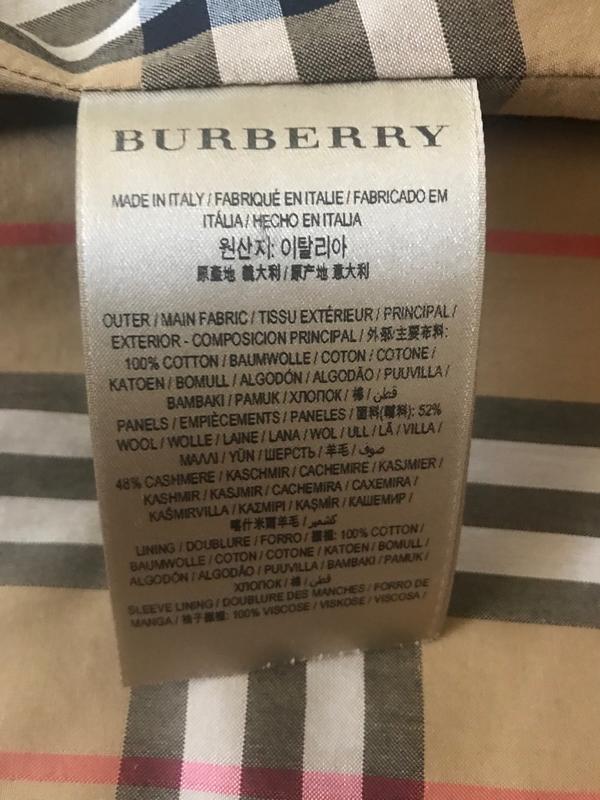 BURBERRY
MADE IN ITALY / FABRIQUÉ EN ITALIE / FABRICADO EM
ITÁLIA / HECHO EN ITALIA
원산지: 이탈리아
原產地 義大利 / 原产地 意大利
OUTER / MAIN FABRIC / TISSU EXTÉRIEUR / PRINCIPAL /
EXTERIOR - COMPOSICION PRINCIPAL / 外部/主要布料:
100% COTTON / BAUMWOLLE / COTON / COTONE /
KATOEN / BOMULL / ALGODÓN / ALGODÃO / PUUVILLA /
BAMBAKI / PAMUK / ХЛОПОК / 棉 / قطن
PANELS / EMPIÈCEMENTS / PANELES / 面料(輔料): 52%
WOOL / WOLLE / LAINE / LANA / WOL / ULL / LÃ / VILLA /
ΜΑΛΛΙ / YÜN / ШЕРСТЬ / 羊毛 / صوف
48% CASHMERE / KASCHMIR / CACHEMIRE / KASJMIER /
KASHMIR / KASJMIR / CACHEMIRA / CAXEMIRA /
KAŠMIRVILLA / ΚΑΣΜΙΡΙ / KAŞMİR / КАШЕМИР /
喀什米爾羊毛 / كشمير
LINING / DOUBLURE / FORRO / 裏裡: 100% COTTON /
BAUMWOLLE / COTON / COTONE / KATOEN / BOMULL /
ALGODÓN / ALGODÃO / PUUVILLA / BAMBAKI / PAMUK /
ХЛОПОК / 棉 / قطن
SLEEVE LINING / DOUBLURE DES MANCHES / FORRO DE
MANGA / 袖子裏裡: 100% VISCOSE / VISKOSE / VISCOSA /